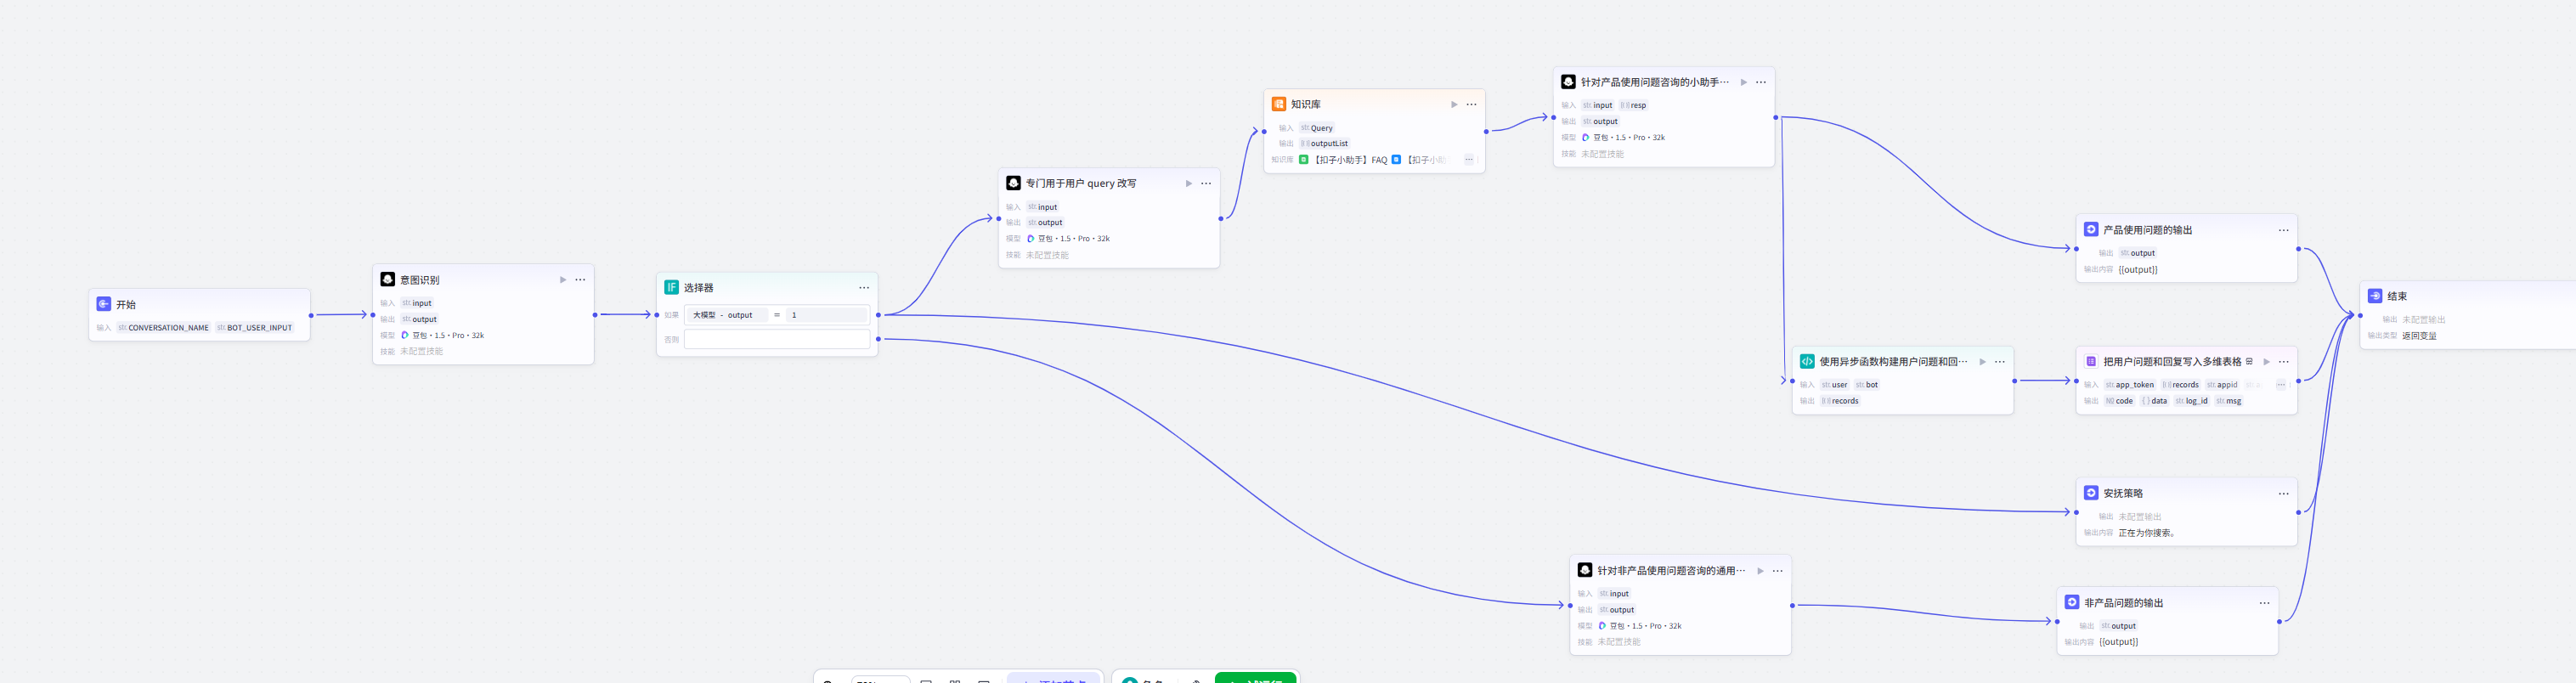 开始
输入 str. CONVERSATION_NAME str. BOT_USER_INPUT
意图识别
输入 str. input
输出 str. output
模型 豆包·1.5·Pro·32k
技能 未配置技能
IF 选择器
如果 大模型 - output = 1
否则
专门用于用户 query 改写
输入 str. input
输出 str. output
模型 豆包·1.5·Pro·32k
技能 未配置技能
知识库
输入 str. Query
输出 outputList
知识库 【扣子小助手】FAQ 【扣子小助 ...
针对产品使用问题咨询的小助手...
输入 str. input resp
输出 str. output
模型 豆包·1.5·Pro·32k
技能 未配置技能
使用异步函数构建用户问题和回...
输入 str. user str. bot
输出 records
针对非产品使用问题咨询的通用...
输入 str. input
输出 str. output
模型 豆包·1.5·Pro·32k
技能 未配置技能
产品使用问题的输出
输出 str. output
输出内容 {{output}}
把用户问题和回复写入多维表格
输入 str. app_token records str. appid ...
输出 code data str. log_id str. msg
安抚策略
输出 未配置输出
输出内容 正在为你搜索。
非产品问题的输出
输出 str. output
输出内容 {{output}}
结束
输出 未配置输出
输出类型 返回变量